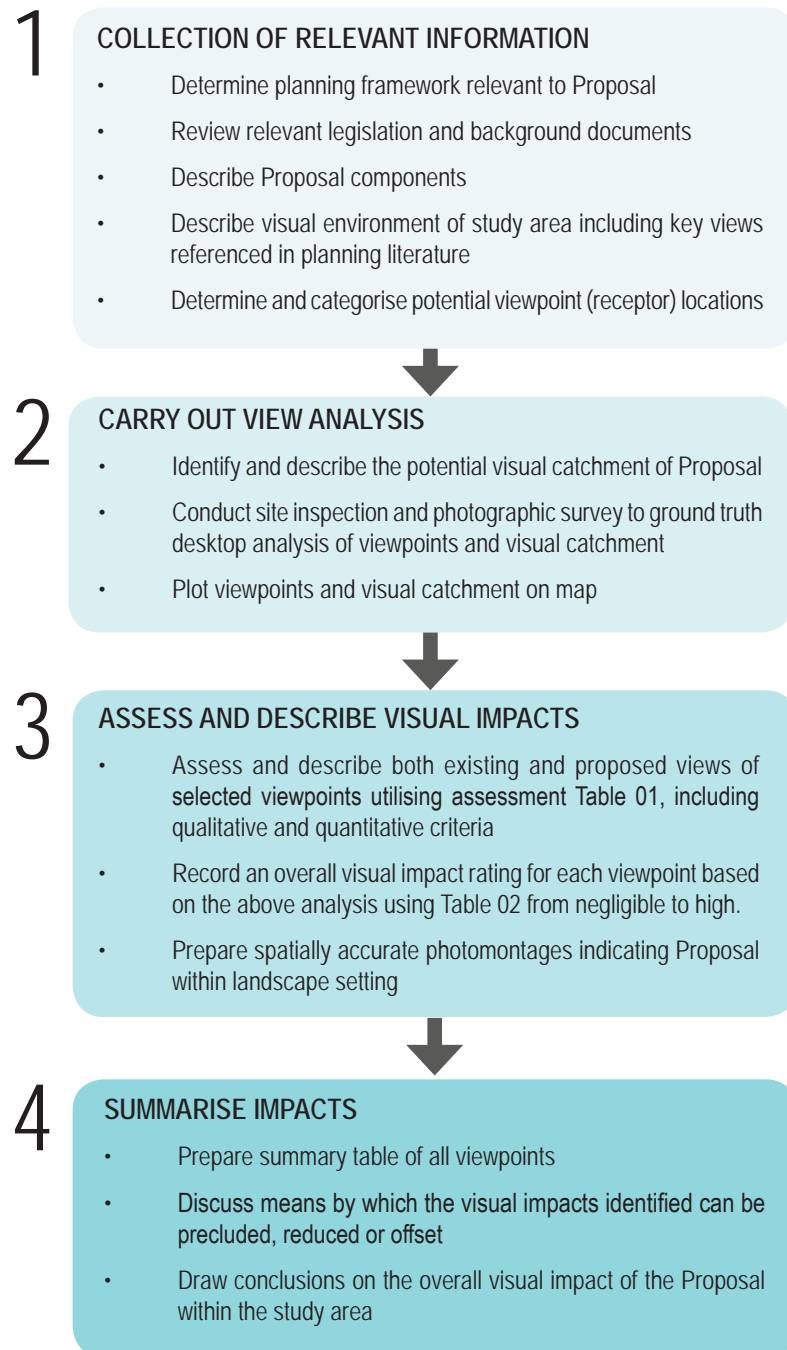 1
COLLECTION OF RELEVANT INFORMATION
• Determine planning framework relevant to Proposal
• Review relevant legislation and background documents
• Describe Proposal components
• Describe visual environment of study area including key views
referenced in planning literature
• Determine and categorise potential viewpoint (receptor) locations
2
CARRY OUT VIEW ANALYSIS
• Identify and describe the potential visual catchment of Proposal
• Conduct site inspection and photographic survey to ground truth
desktop analysis of viewpoints and visual catchment
• Plot viewpoints and visual catchment on map
3
ASSESS AND DESCRIBE VISUAL IMPACTS
• Assess and describe both existing and proposed views of
selected viewpoints utilising assessment Table 01, including
qualitative and quantitative criteria
• Record an overall visual impact rating for each viewpoint based
on the above analysis using Table 02 from negligible to high.
• Prepare spatially accurate photomontages indicating Proposal
within landscape setting
4
SUMMARISE IMPACTS
• Prepare summary table of all viewpoints
• Discuss means by which the visual impacts identified can be
precluded, reduced or offset
• Draw conclusions on the overall visual impact of the Proposal
within the study area